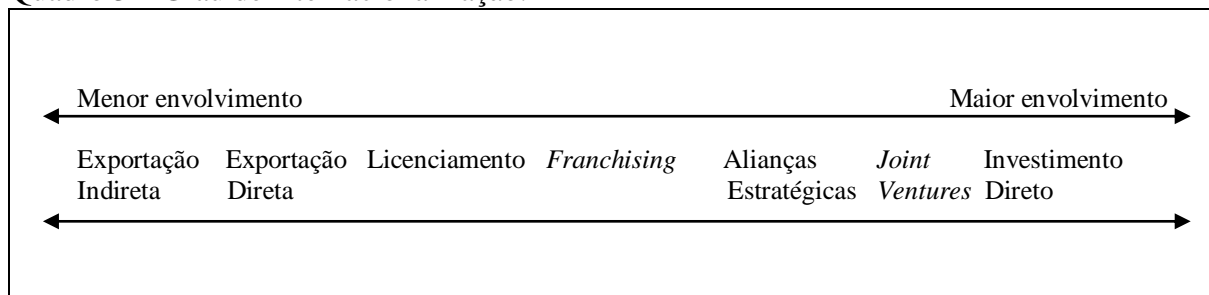 Menor envolvimento Maior envolvimento
Exportação Exportação Licenciamento Franchising Alianças Joint Investimento
Indireta Direta Estratégicas Ventures Direto